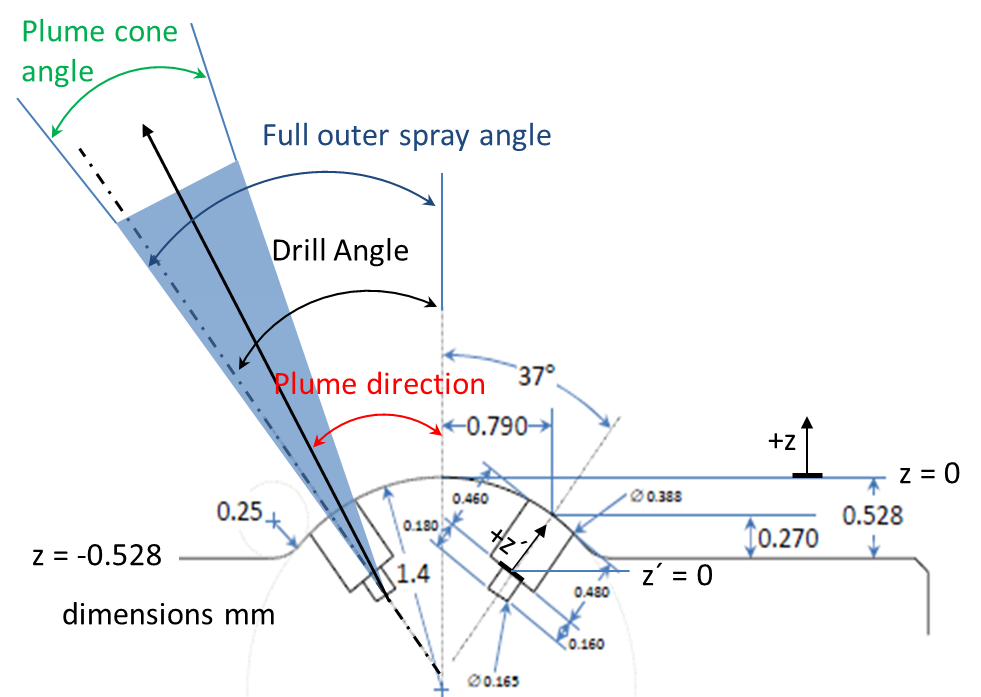 Plume cone
angle
Full outer spray angle
Drill Angle
37°
Plume direction
0.790
+z
z = 0
0.460
Ø 0.388
0.25
0.180
0.528
+z´
0.270
z = -0.528
1.4
z´ = 0
0.480
dimensions mm
0.160
Ø 0.165